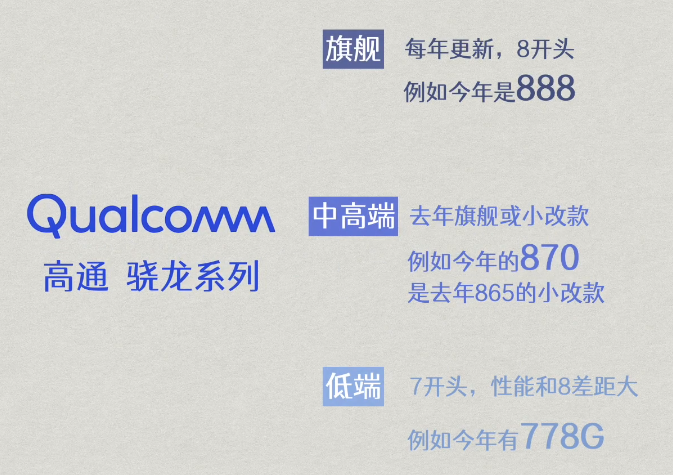 旗舰
每年更新，8开头
例如今年是888
Qualcomm
高通 骁龙系列
中高端
去年旗舰或小改款
例如今年的870
是去年865的小改款
低端
7开头，性能和8差距大
例如今年有778G